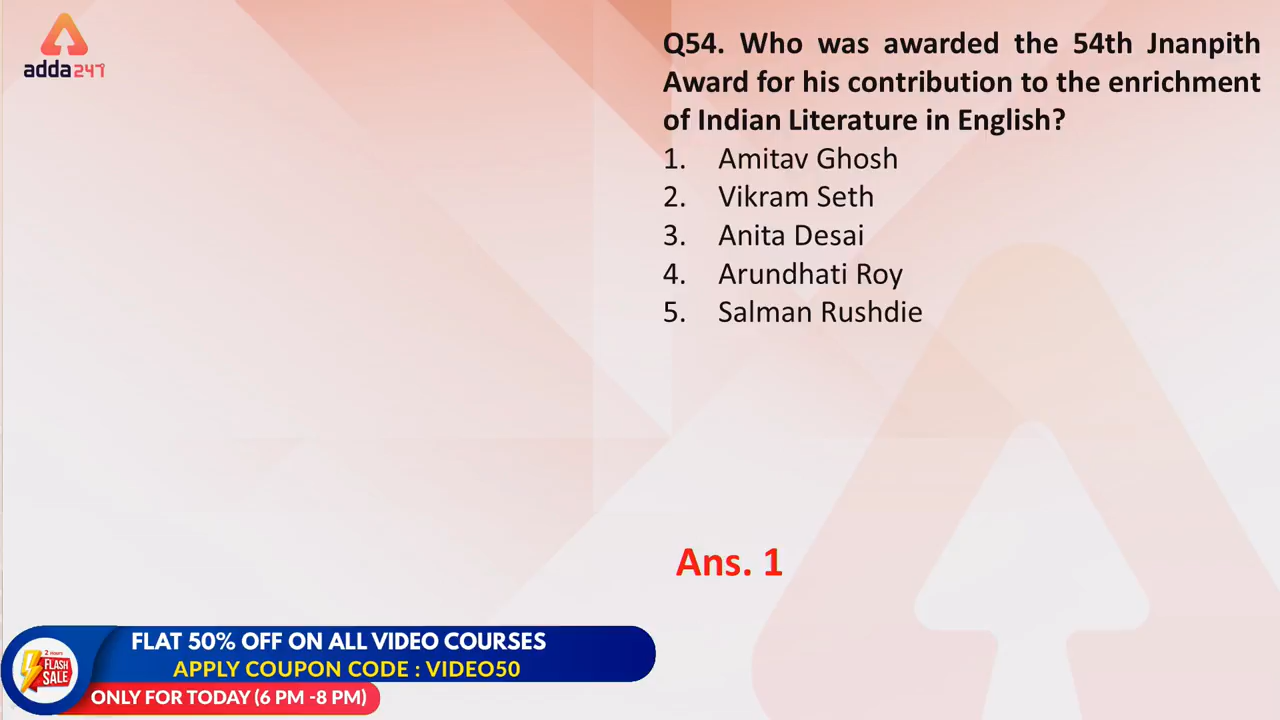 adda247
Q54. Who was awarded the 54th Jnanpith
Award for his contribution to the enrichment
of Indian Literature in English?
1. Amitav Ghosh
2. Vikram Seth
3. Anita Desai
4. Arundhati Roy
5. Salman Rushdie
Ans. 1
2 Hours
FLASH
SALE
FLAT 50% OFF ON ALL VIDEO COURSES
APPLY COUPON CODE : VIDEO50
ONLY FOR TODAY (6 PM -8 PM)